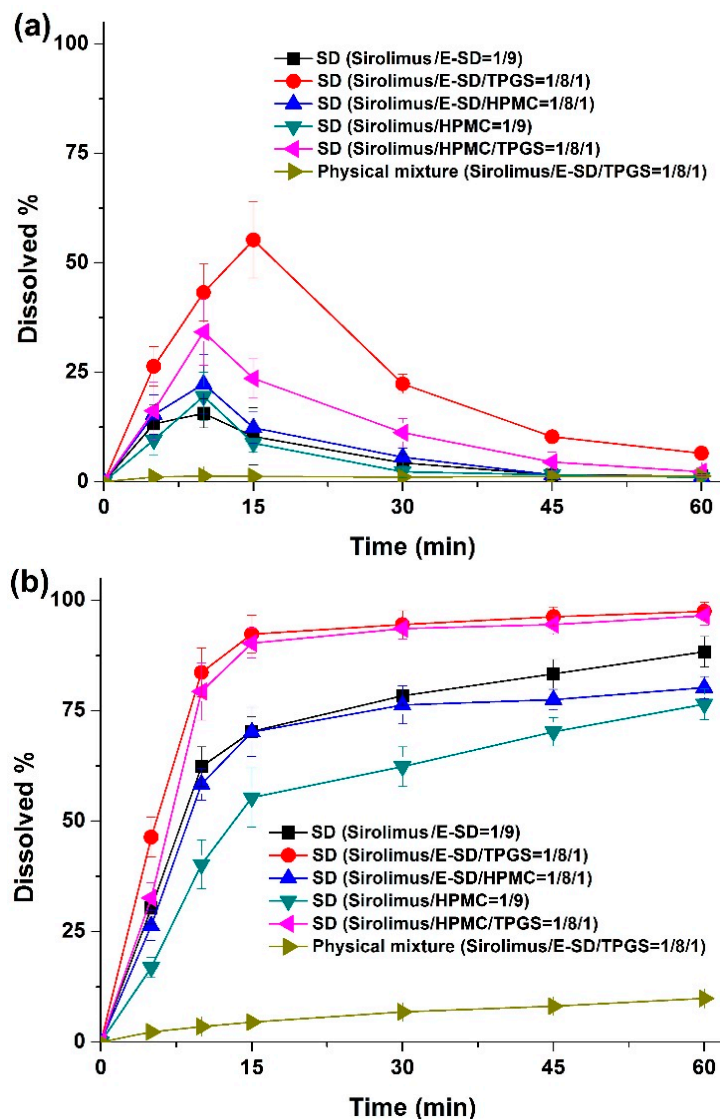 (a)
100
75
50
25
0
Dissolved %
SD (Sirolimus/E-SD=1/9)
SD (Sirolimus/E-SD/TPGS=1/8/1)
SD (Sirolimus/E-SD/HPMC=1/8/1)
SD (Sirolimus/HPMC=1/9)
SD (Sirolimus/HPMC/TPGS=1/8/1)
Physical mixture (Sirolimus/E-SD/TPGS=1/8/1)
0 15 30 45 60
Time (min)
(b)
100
75
50
25
0
Dissolved %
SD (Sirolimus/E-SD=1/9)
SD (Sirolimus/E-SD/TPGS=1/8/1)
SD (Sirolimus/E-SD/HPMC=1/8/1)
SD (Sirolimus/HPMC=1/9)
SD (Sirolimus/HPMC/TPGS=1/8/1)
Physical mixture (Sirolimus/E-SD/TPGS=1/8/1)
0 15 30 45 60
Time (min)